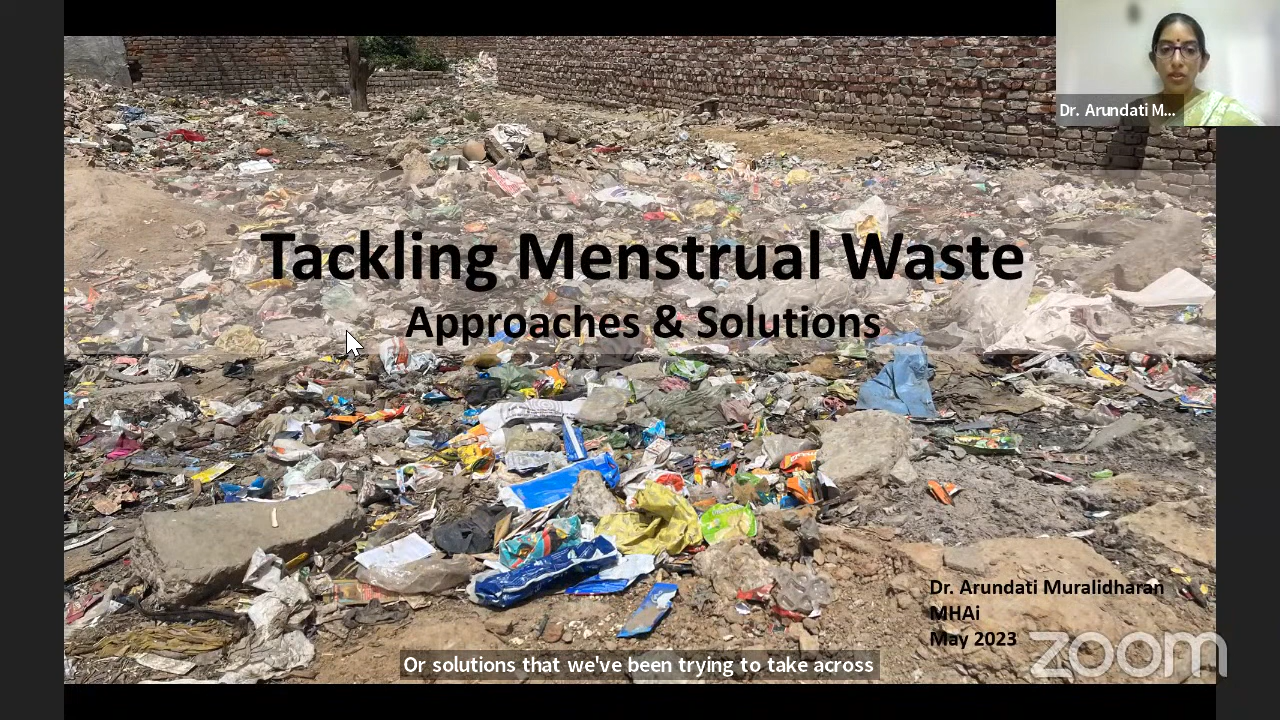 Dr. Arundati M...
Tackling Menstrual Waste
Approaches & Solutions
Dr. Arundati Muralidharan
MHAi
May 2023
zoom
Or solutions that we've been trying to take across